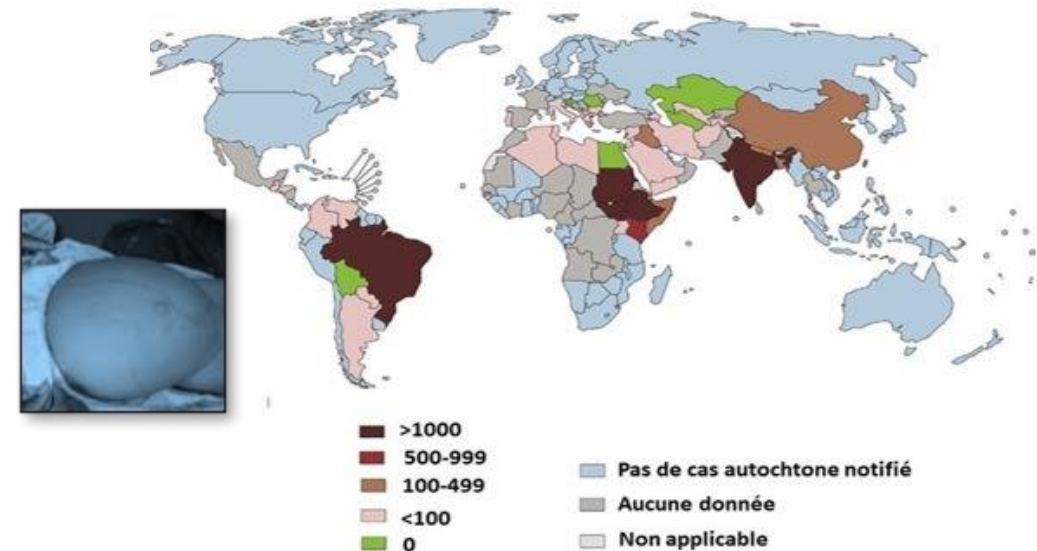 >1000
500-999
100-499
<100
0
Pas de cas autochtone notifié
Aucune donnée
Non applicable